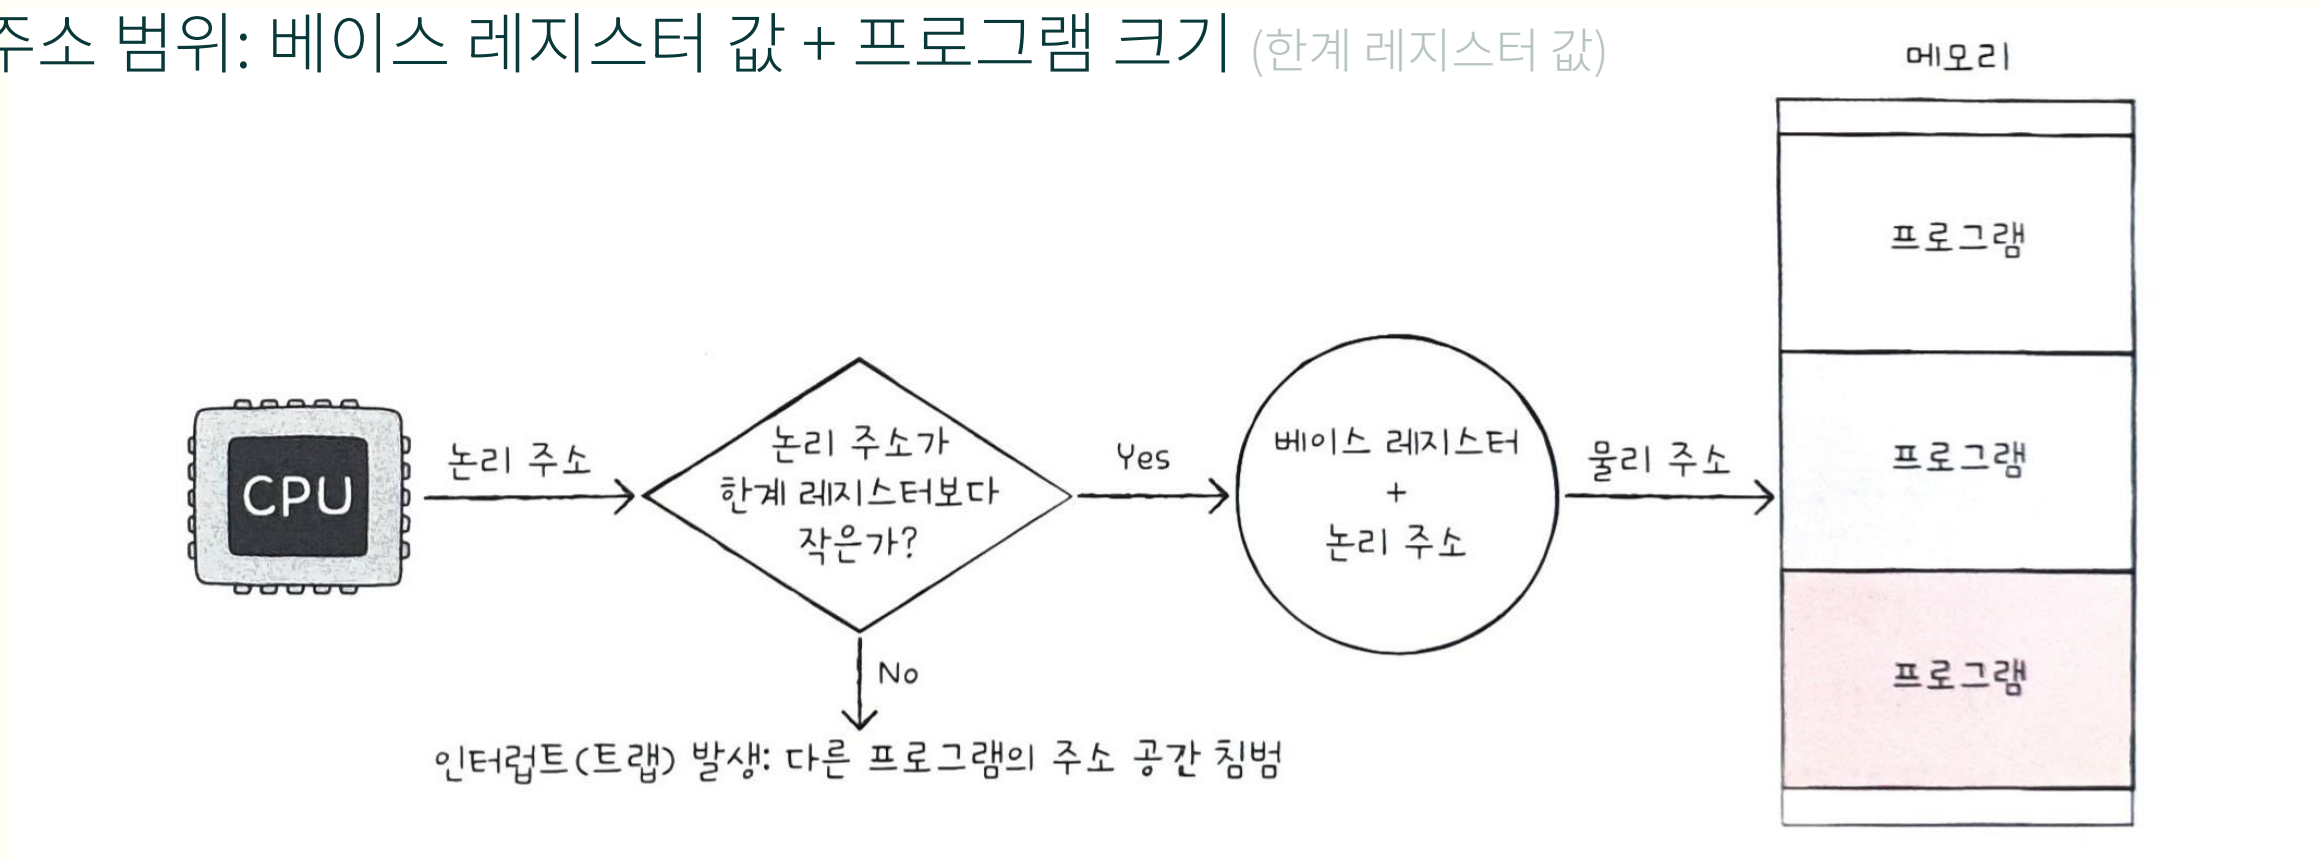 주소 범위: 베이스 레지스터 값 + 프로그램 크기 (한계 레지스터 값)
메모리
프로그램
CPU
논리 주소
논리 주소가
한계 레지스터보다
작은가?
Yes
베이스 레지스터
+
논리 주소
물리 주소
프로그램
No
프로그램
인터럽트(트랩) 발생: 다른 프로그램의 주소 공간 침범